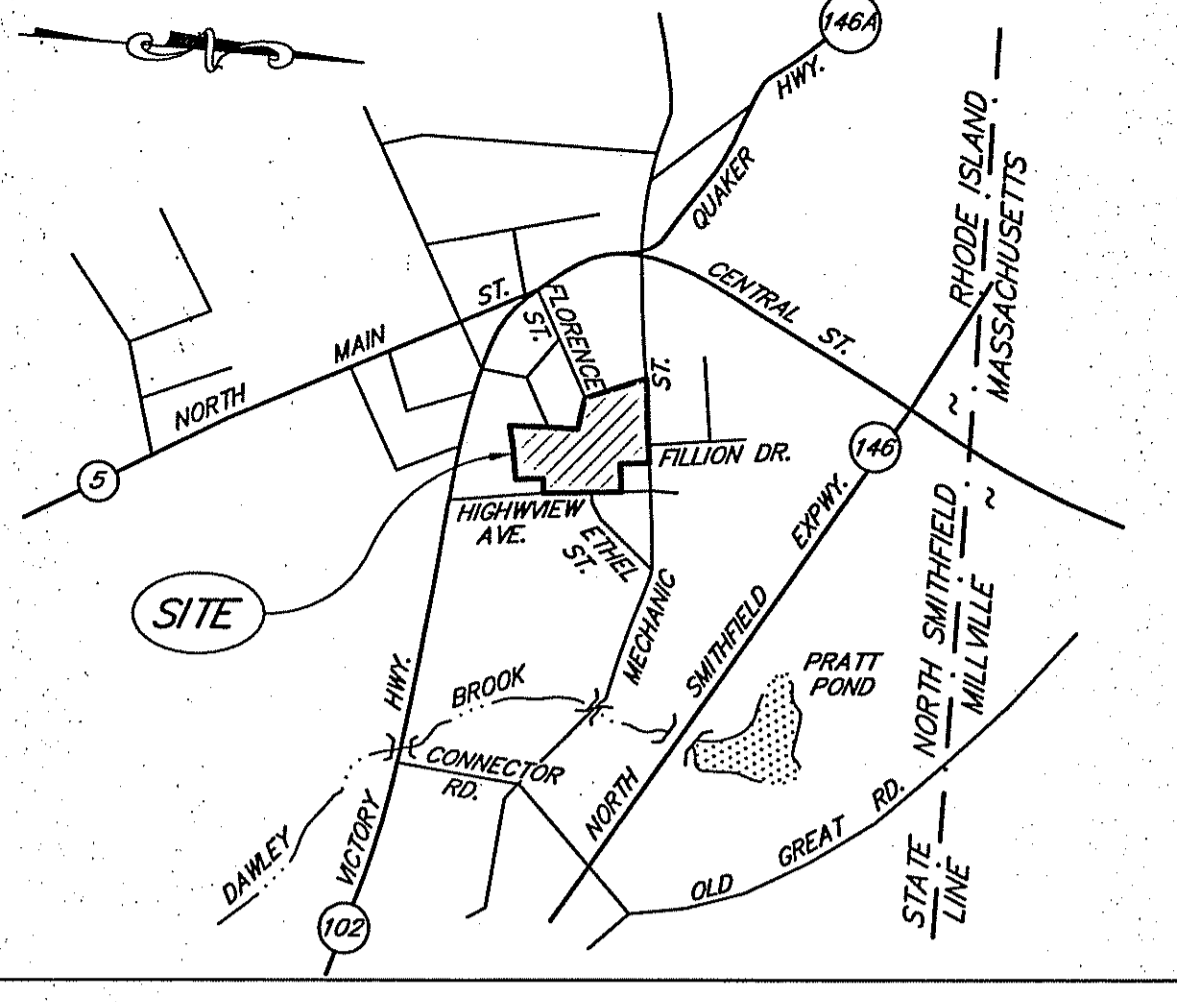 146A
QUAKER HWY.
RHODE ISLAND
MASSACHUSETTS
NORTH MAIN ST.
FLORENCE
ST.
CENTRAL ST.
ST.
5
146
FILLION DR.
HIGHWVIEW
AVE.
ETHEL
ST.
SITE
MECHANIC
NORTH SMITHFIELD EXPWY.
NORTH SMITHFIELD
MILLVILLE
PRATT
POND
DAWLEY BROOK
CONNECTOR
RD.
VICTORY HWY.
OLD GREAT RD.
STATE
LINE
102